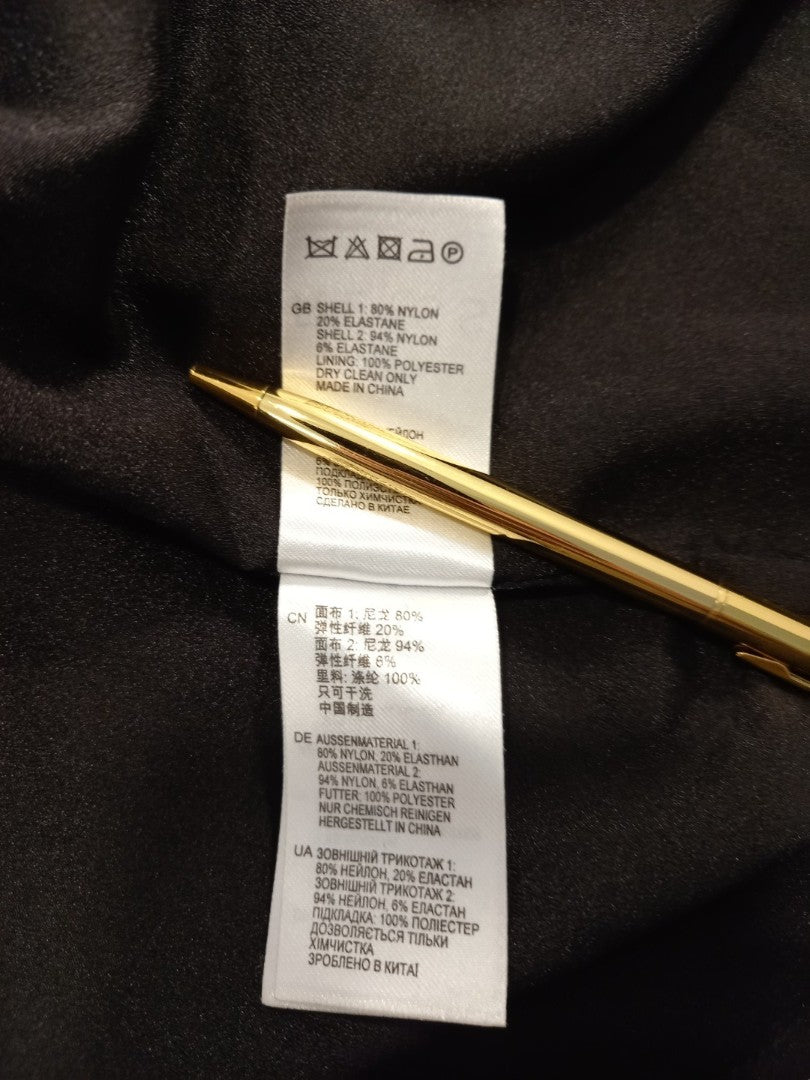 P
GB SHELL 1: 80% NYLON
20% ELASTANE
SHELL 2: 94% NYLON
6% ELASTANE
LINING: 100% POLYESTER
DRY CLEAN ONLY
MADE IN CHINA
6%
100%
ТОЛЬКО ХИМЧИСТКА
СДЕЛАНО В КИТАЕ
CN 面布 1: 尼龙 80%
弹性纤维 20%
面布 2: 尼龙 94%
弹性纤维 6%
里料: 涤纶 100%
只可干洗
中国制造
DE AUSSENMATERIAL 1:
80% NYLON, 20% ELASTHAN
AUSSENMATERIAL 2:
94% NYLON, 6% ELASTHAN
FUTTER: 100% POLYESTER
NUR CHEMISCH REINIGEN
HERGESTELLT IN CHINA
UA ЗОВНІШНІЙ ТРИКОТАЖ 1:
80% НЕЙЛОН, 20% ЕЛАСТАН
ЗОВНІШНІЙ ТРИКОТАЖ 2:
94% НЕЙЛОН, 6% ЕЛАСТАН
ПІДКЛАДКА: 100% ПОЛІЕСТЕР
ДОЗВОЛЯЄТЬСЯ ТІЛЬКИ
ХІМЧИСТКА
ЗРОБЛЕНО В КИТАЇ